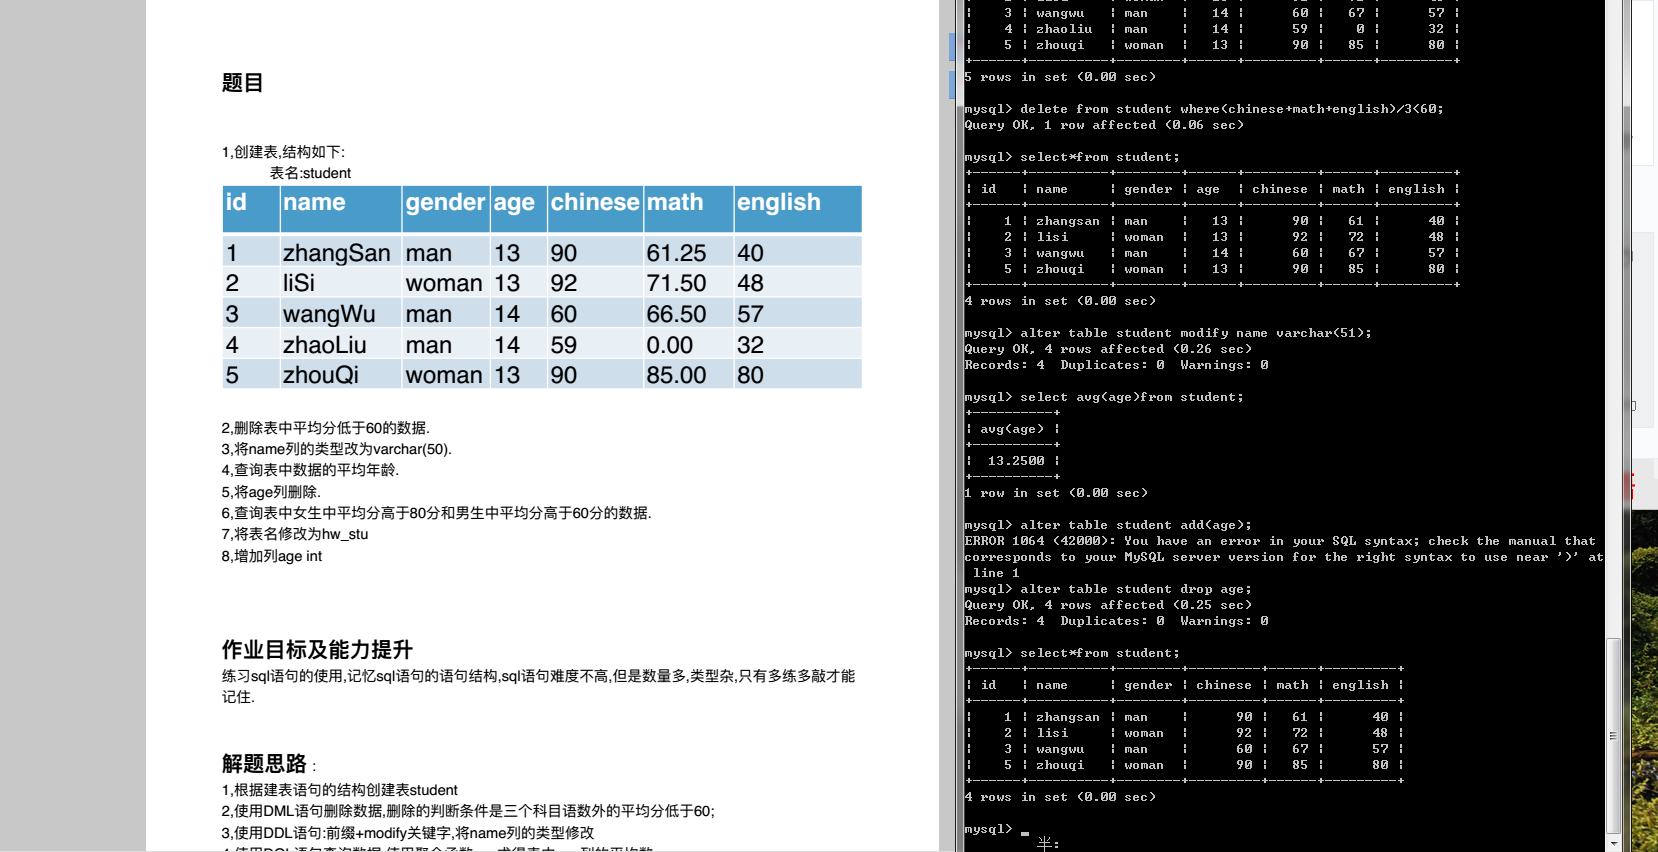 题目
1,创建表,结构如下:
表名:student
id name gender age chinese math english
1 zhangSan man 13 90 61.25 40
2 liSi woman 13 92 71.50 48
3 wangWu man 14 60 66.50 57
4 zhaoLiu man 14 59 0.00 32
5 zhouQi woman 13 90 85.00 80
2,删除表中平均分低于60的数据.
3,将name列的类型改为varchar(50).
4,查询表中数据的平均年龄.
5,将age列删除.
6,查询表中女生中平均分高于80分和男生中平均分高于60分的数据.
7,将表名修改为hw_stu
8,增加列age int
作业目标及能力提升
练习sql语句的使用,记忆sql语句的语句结构,sql语句难度不高,但是数量多,类型杂,只有多练多敲才能
记住.
解题思路：
1,根据建表语句的结构创建表student
2,使用DML语句删除数据,删除的判断条件是三个科目语数外的平均分低于60;
3,使用DDL语句:前缀+modify关键字,将name列的类型修改
| 3 | wangwu | man | 14 | 60 | 67 | 57 |
| 4 | zhaoliu | man | 14 | 59 | 0 | 32 |
| 5 | zhouqi | woman | 13 | 90 | 85 | 80 |
+------+----------+--------+------+---------+------+---------+
5 rows in set (0.00 sec)
mysql> delete from student where(chinese+math+english)/3<60;
Query OK, 1 row affected (0.06 sec)
mysql> select*from student;
+------+----------+--------+------+---------+------+---------+
| id | name | gender | age | chinese | math | english |
+------+----------+--------+------+---------+------+---------+
| 1 | zhangsan | man | 13 | 90 | 61 | 40 |
| 2 | lisi | woman | 13 | 92 | 72 | 48 |
| 3 | wangwu | man | 14 | 60 | 67 | 57 |
| 5 | zhouqi | woman | 13 | 90 | 85 | 80 |
+------+----------+--------+------+---------+------+---------+
4 rows in set (0.00 sec)
mysql> alter table student modify name varchar(51);
Query OK, 4 rows affected (0.26 sec)
Records: 4 Duplicates: 0 Warnings: 0
mysql> select avg(age)from student;
+----------+
| avg(age) |
+----------+
| 13.2500 |
+----------+
1 row in set (0.00 sec)
mysql> alter table student add(age);
ERROR 1064 (42000): You have an error in your SQL syntax; check the manual that
corresponds to your MySQL server version for the right syntax to use near ')' at
line 1
mysql> alter table student drop age;
Query OK, 4 rows affected (0.25 sec)
Records: 4 Duplicates: 0 Warnings: 0
mysql> select*from student;
+------+----------+--------+---------+------+---------+
| id | name | gender | chinese | math | english |
+------+----------+--------+---------+------+---------+
| 1 | zhangsan | man | 90 | 61 | 40 |
| 2 | lisi | woman | 92 | 72 | 48 |
| 3 | wangwu | man | 60 | 67 | 57 |
| 5 | zhouqi | woman | 90 | 85 | 80 |
+------+----------+--------+---------+------+---------+
4 rows in set (0.00 sec)
mysql> _
半: